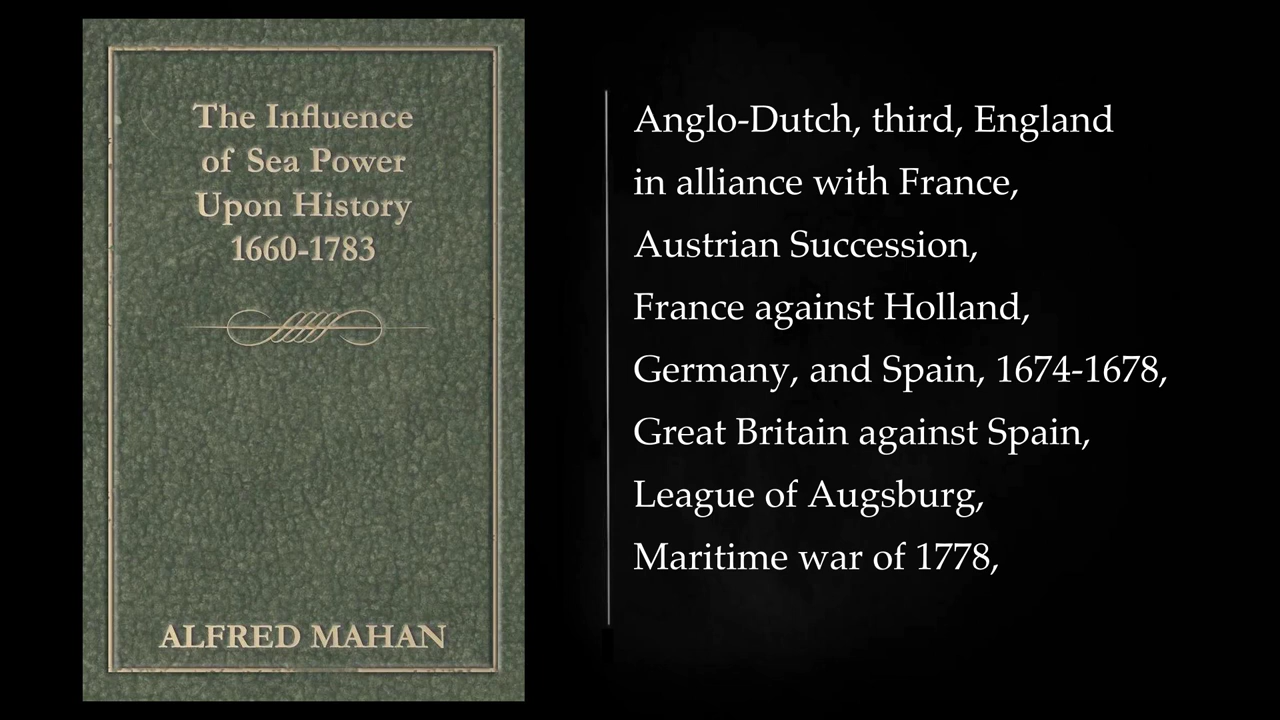 The Influence
of Sea Power
Upon History
1660-1783
ALFRED MAHAN
Anglo-Dutch, third, England
in alliance with France,
Austrian Succession,
France against Holland,
Germany, and Spain, 1674-1678,
Great Britain against Spain,
League of Augsburg,
Maritime war of 1778,